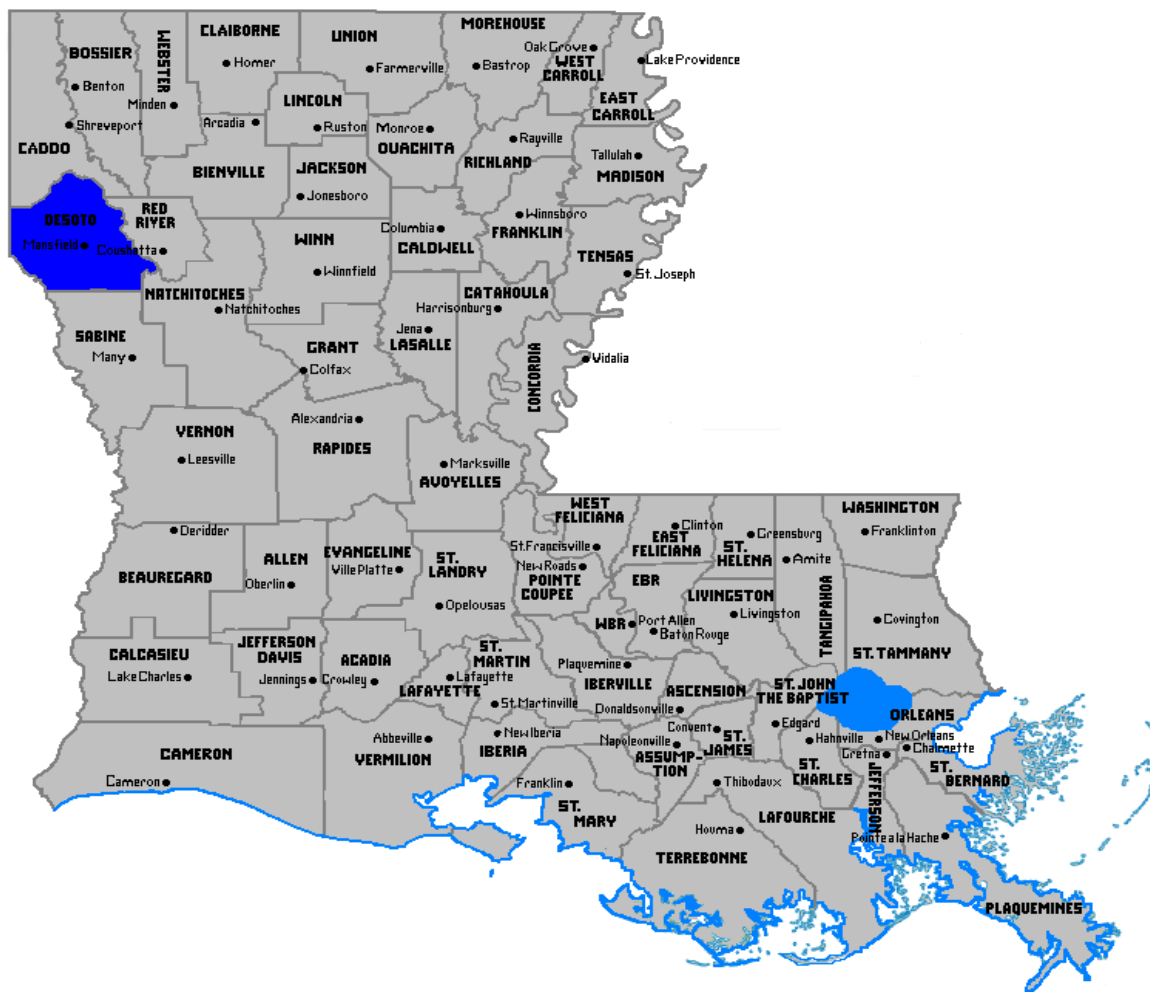 MOREHOUSE
CLAIBORNE
UNION
WEBSTER
BOSSIER
Oak Grove
WEST
CARROLL
Lake Providence
Homer
Farmerville
Bastrop
Benton
LINCOLN
EAST
CARROLL
Minden
Shreveport
Arcadia
Ruston
Monroe
OUACHITA
Rayville
CADDO
RICHLAND
Tallulah
MADISON
BIENVILLE
JACKSON
Jonesboro
DESOTO
RED
RIVER
Winnsboro
FRANKLIN
Columbia
CALDWELL
WINN
Mansfield
Coushatta
TENSAS
Winnfield
St. Joseph
NATCHITOCHES
CATAHOULA
Natchitoches
Harrisonburg
SABINE
Many
Jena
LASALLE
GRANT
Colfax
CONCORDIA
Vidalia
Alexandria
VERNON
RAPIDES
Leesville
Marksville
AVOYELLES
WEST
FELICIANA
WASHINGTON
Deridder
Clinton
Greensburg
Franklinton
ALLEN
EVANGELINE
ST.
LANDRY
St. Francisville
EAST
FELICIANA
ST.
HELENA
Amite
BEAUREGARD
Oberlin
Ville Platte
New Roads
POINTE
COUPEE
EBR
LIVINGSTON
TANGIPAHOA
Opelousas
WBR
Port Allen
Baton Rouge
Livingston
Covington
CALCASIEU
JEFFERSON
DAVIS
ACADIA
ST.
MARTIN
ST. TAMMANY
Lake Charles
Jennings
Crowley
LAFAYETTE
Lafayette
Plaquemine
IBERVILLE
ASCENSION
ST. JOHN
THE BAPTIST
St. Martinville
Donaldsonville
ORLEANS
CAMERON
Abbeville
VERMILION
New Iberia
IBERIA
Napoleonville
ASSUMP-
TION
Convent
ST.
JAMES
Edgard
Hahnville
New Orleans
Chalmette
Gretna
ST.
BERNARD
Cameron
Franklin
ST.
MARY
Thibodaux
ST.
CHARLES
JEFFERSON
LAFOURCHE
Houma
TERREBONNE
Pointe a la Hache
PLAQUEMINES